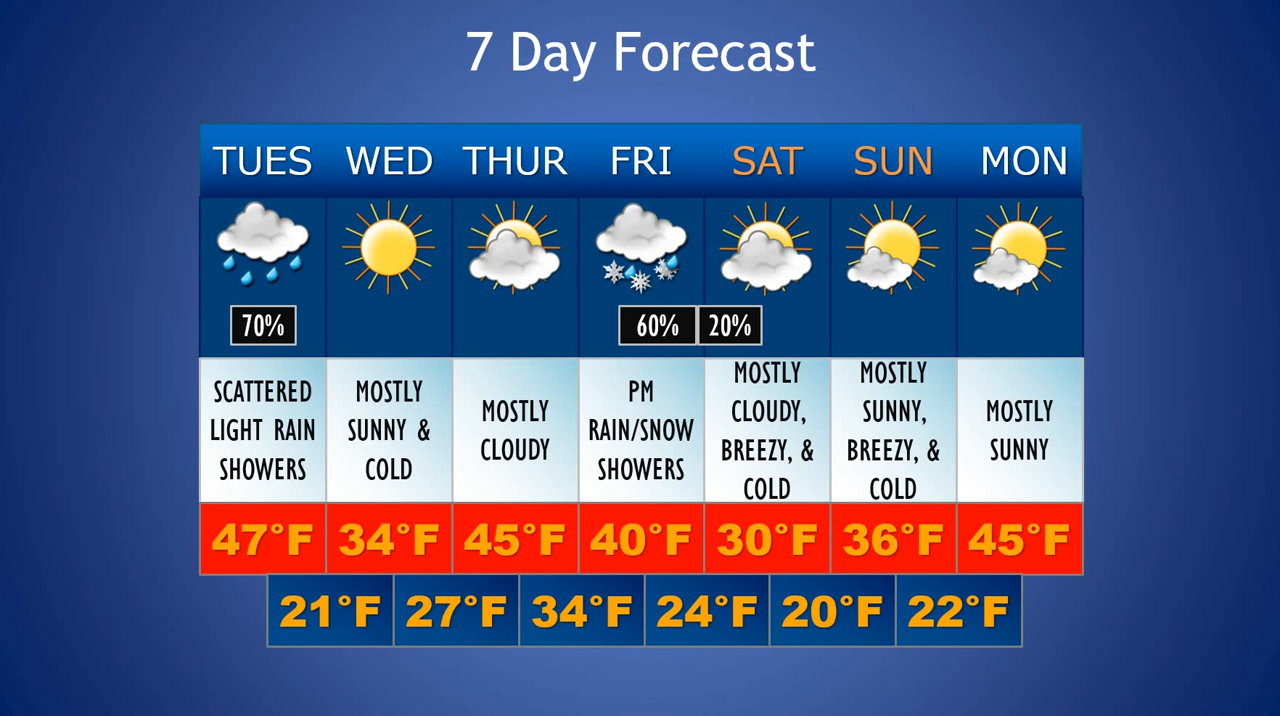 7 Day Forecast
TUES WED THUR FRI SAT SUN MON
70% 60% 20%
SCATTERED
LIGHT RAIN
SHOWERS
MOSTLY
SUNNY &
COLD
MOSTLY
CLOUDY
PM
RAIN/SNOW
SHOWERS
MOSTLY
CLOUDY,
BREEZY, &
COLD
MOSTLY
SUNNY,
BREEZY, &
COLD
MOSTLY
SUNNY
47°F 34°F 45°F 40°F 30°F 36°F 45°F
21°F 27°F 34°F 24°F 20°F 22°F